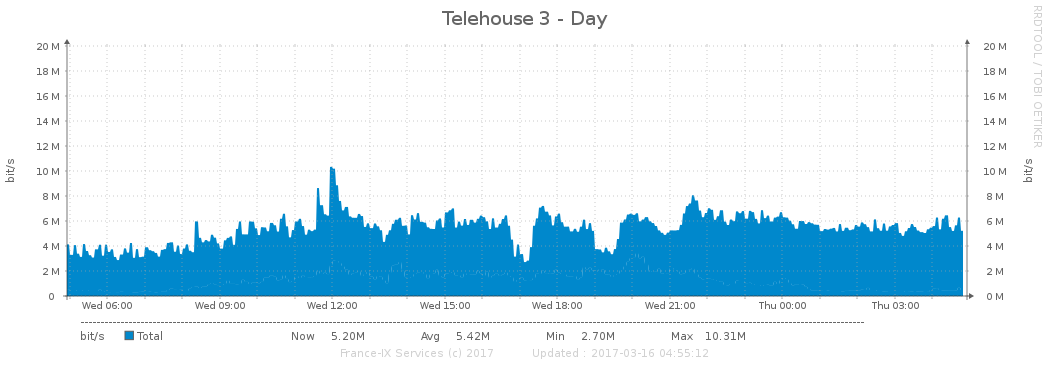 Telehouse 3 - Day
RRDTOOL / TOBI OETIKER
20 M 20 M
18 M 18 M
16 M 16 M
14 M 14 M
12 M 12 M
10 M 10 M
8 M 8 M
6 M 6 M
4 M 4 M
2 M 2 M
0 0 M
bit/s bit/s
Wed 06:00 Wed 09:00 Wed 12:00 Wed 15:00 Wed 18:00 Wed 21:00 Thu 00:00 Thu 03:00
bit/s Total Now 5.20M Avg 5.42M Min 2.70M Max 10.31M
France-IX Services (c) 2017 Updated : 2017-03-16 04:55:12